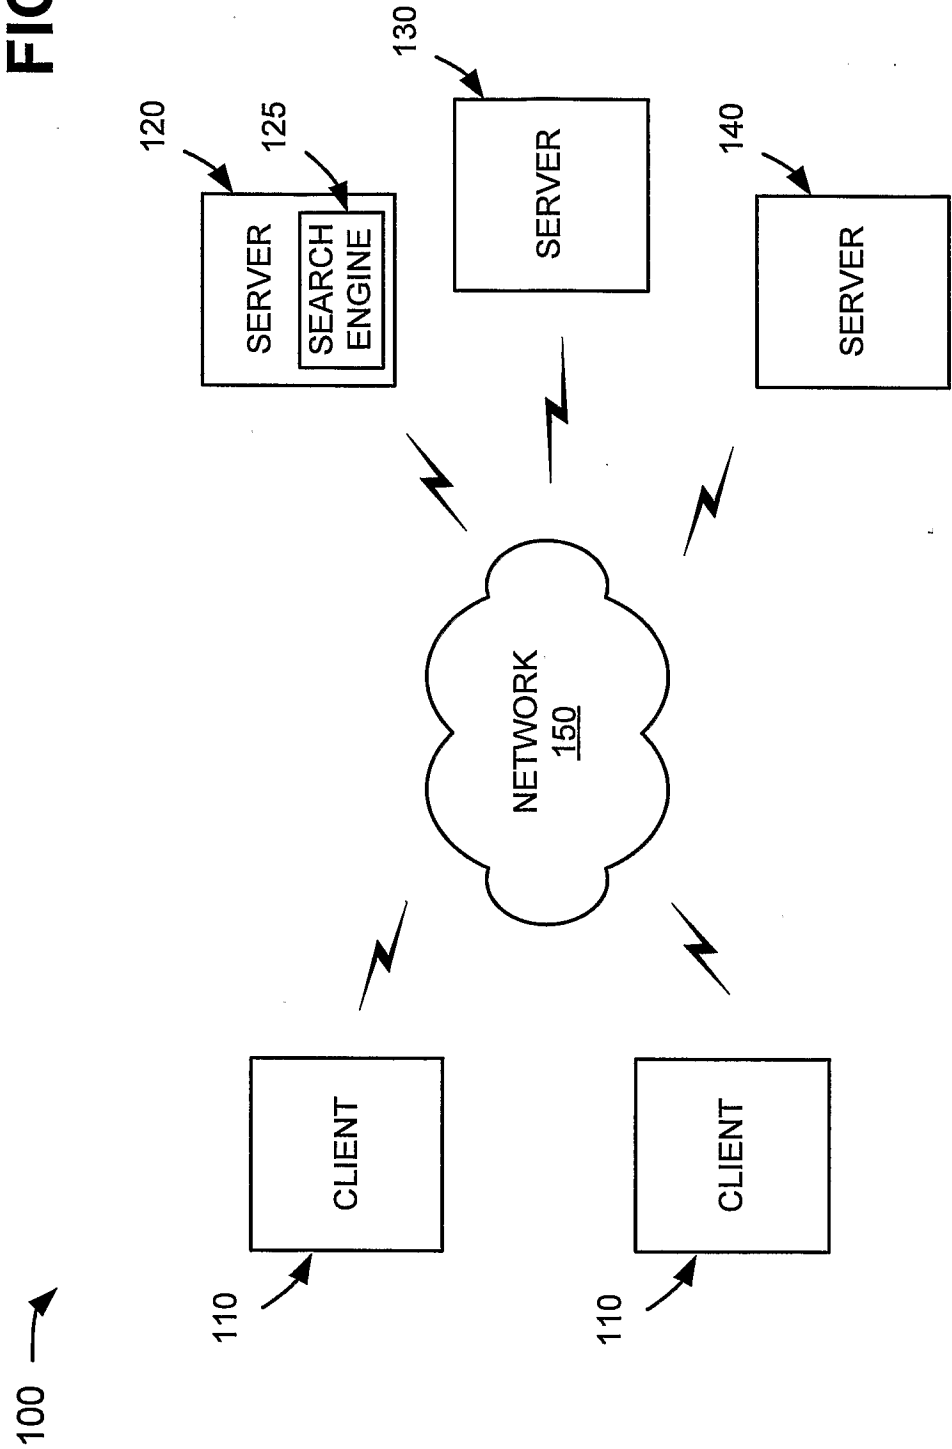 100
FIG
120
110
SERVER
125
SEARCH
ENGINE
CLIENT
130
NETWORK
150
SERVER
110
CLIENT
140
SERVER